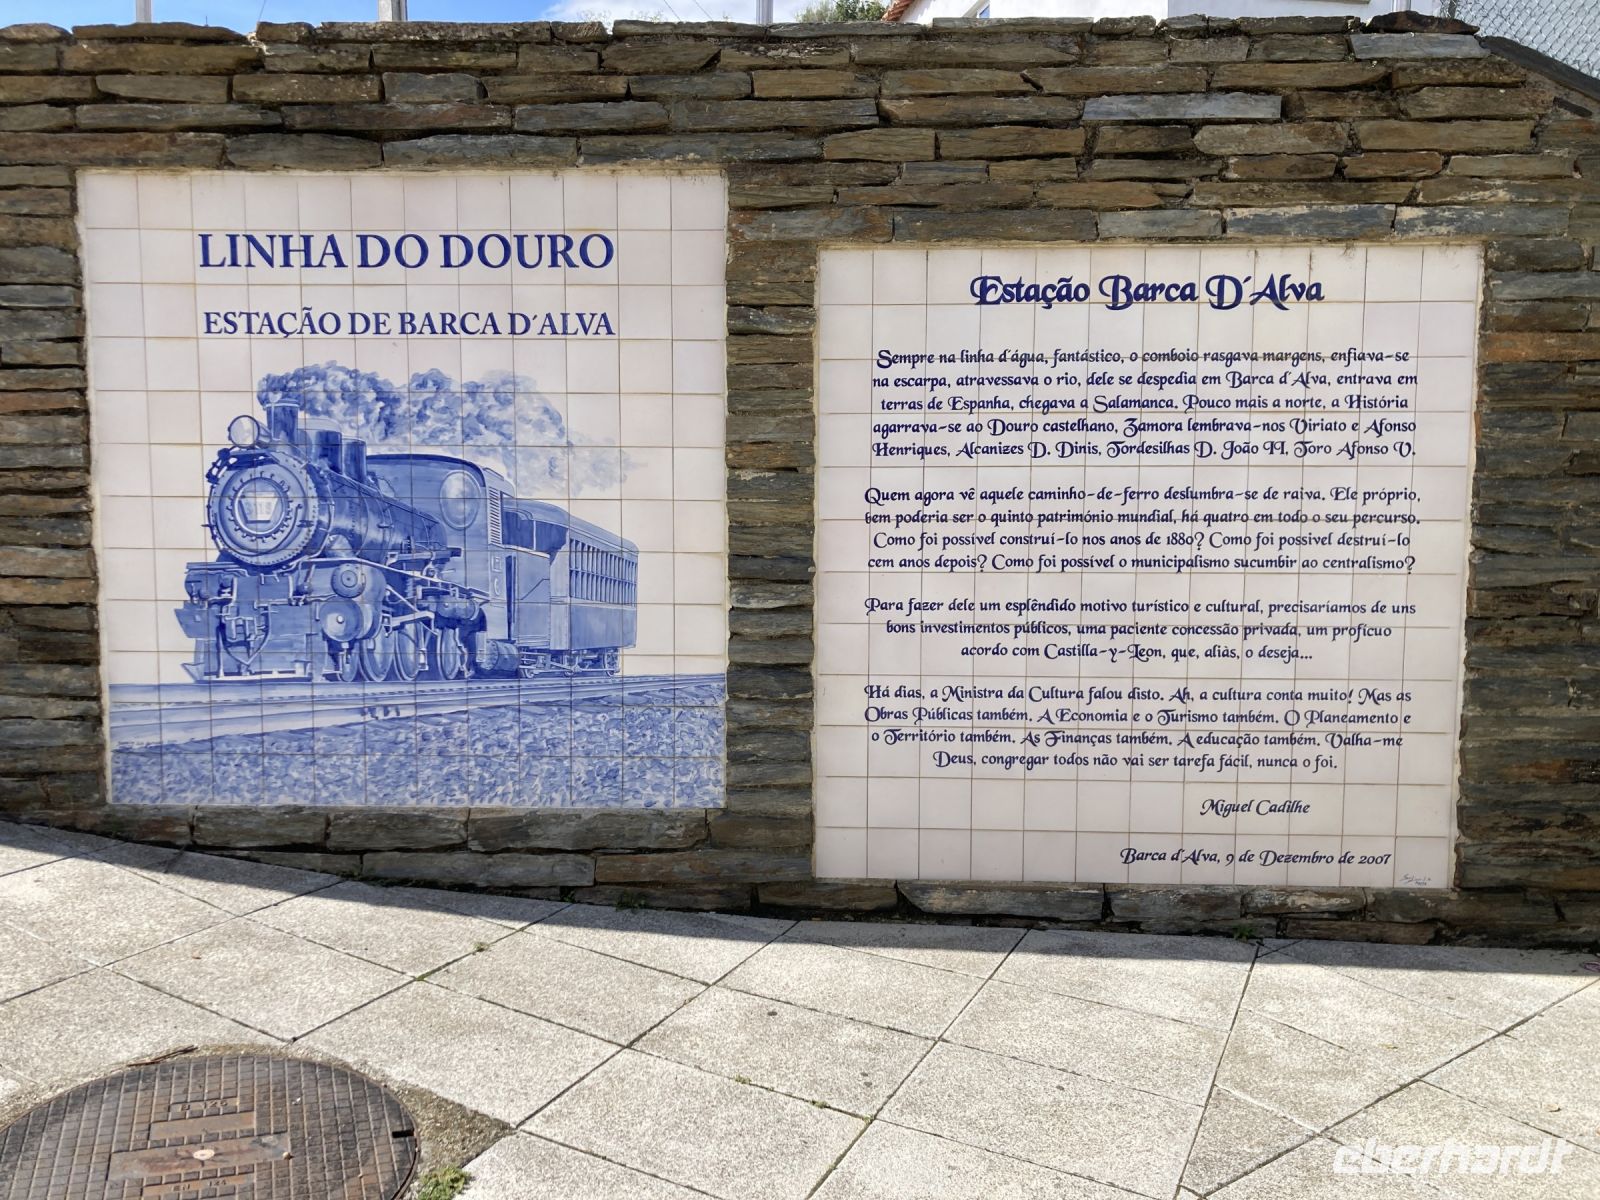 LINHA DO DOURO
ESTAÇÃO DE BARCA D´ALVA
Estação Barca D´Alva
Sempre na linha d´água, fantástico, o comboio rasgava margens, enfiava-se
na escarpa, atravessava o rio, dele se despedia em Barca d´Alva, entrava em
terras de Espanha, chegava a Salamanca. Pouco mais a norte, a História
agarrava-se ao Douro castelhano, Zamora lembrava-nos Viriato e Afonso
Henriques, Alcanizes D. Dinis, Tordesilhas D. João II, Toro Afonso V.
Quem agora vê aquele caminho-de-ferro deslumbra-se de raiva. Ele próprio,
bem poderia ser o quinto património mundial, há quatro em todo o seu percurso.
Como foi possível construí-lo nos anos de 1880? Como foi possivel destruí-lo
cem anos depois? Como foi possível o municipalismo sucumbir ao centralismo?
Para fazer dele um esplêndido motivo turístico e cultural, precisaríamos de uns
bons investimentos públicos, uma paciente concessão privada, um profícuo
acordo com Castilla-y-Leon, que, aliàs, o deseja...
Há dias, a Ministra da Cultura falou disto. Ah, a cultura conta muito! Mas as
Obras Públicas também. A Economia e o Turismo também. O Planeamento e
o Território também. As Finanças também. A educação também. Valha-me
Deus, congregar todos não vai ser tarefa fácil, nunca o foi.
Miguel Cadilhe
Barca d´Alva, 9 de Dezembro de 2007
eberhardt